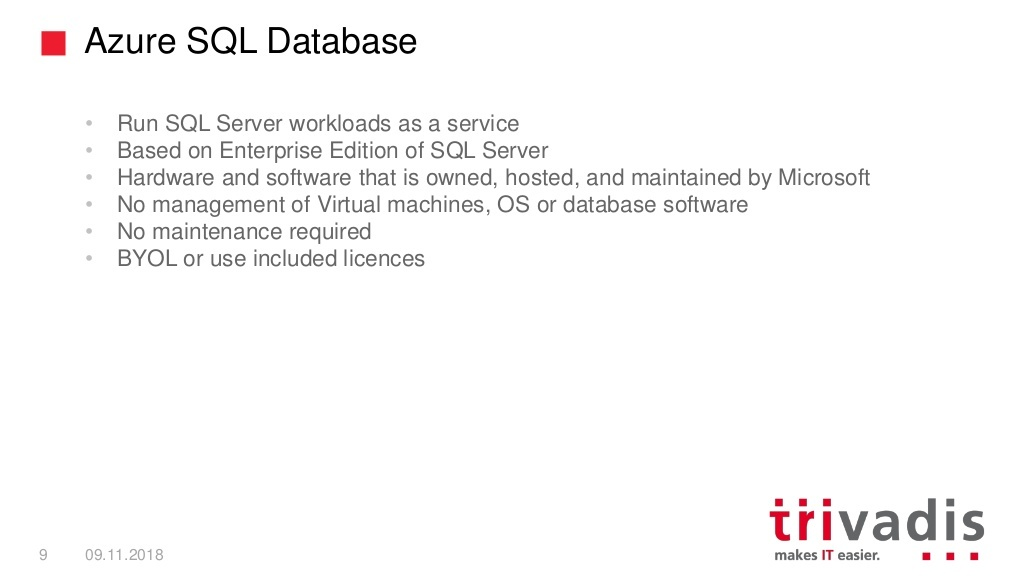 Azure SQL Database
• Run SQL Server workloads as a service
• Based on Enterprise Edition of SQL Server
• Hardware and software that is owned, hosted, and maintained by Microsoft
• No management of Virtual machines, OS or database software
• No maintenance required
• BYOL or use included licences
trivadis
makes IT easier.
9 09.11.2018